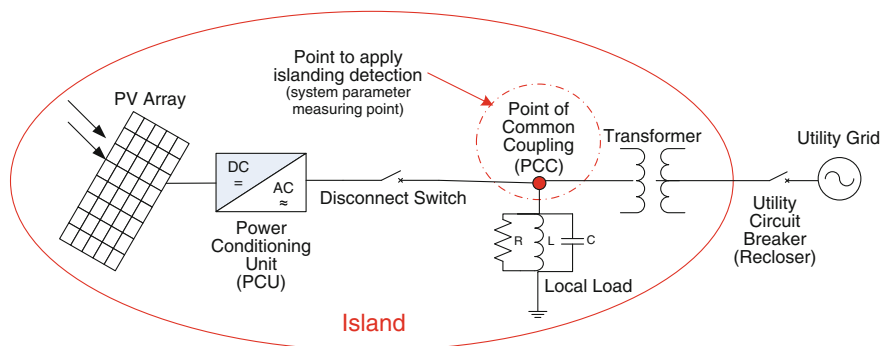 Point to apply
islanding detection
(system parameter
measuring point)
PV Array
Point of
Common
Coupling
(PCC)
Transformer
Utility Grid
DC
=
AC
≈
Disconnect Switch
Power
Conditioning
Unit
(PCU)
R
L
C
Local Load
Utility
Circuit
Breaker
(Recloser)
Island